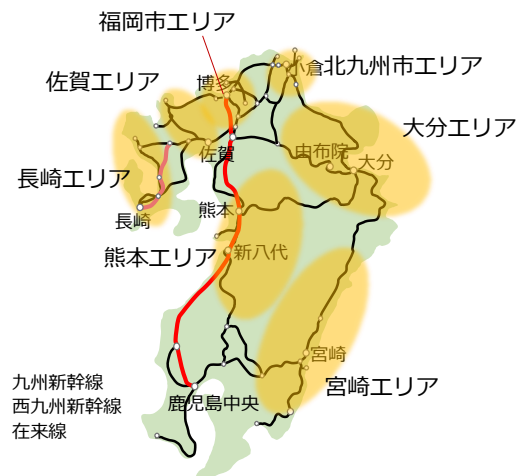 福岡市エリア
北九州市エリア
小倉
佐賀エリア
博多
大分エリア
佐賀
由布院
大分
長崎エリア
長崎
熊本
熊本エリア
新八代
宮崎
宮崎エリア
九州新幹線
西九州新幹線
在来線
鹿児島中央